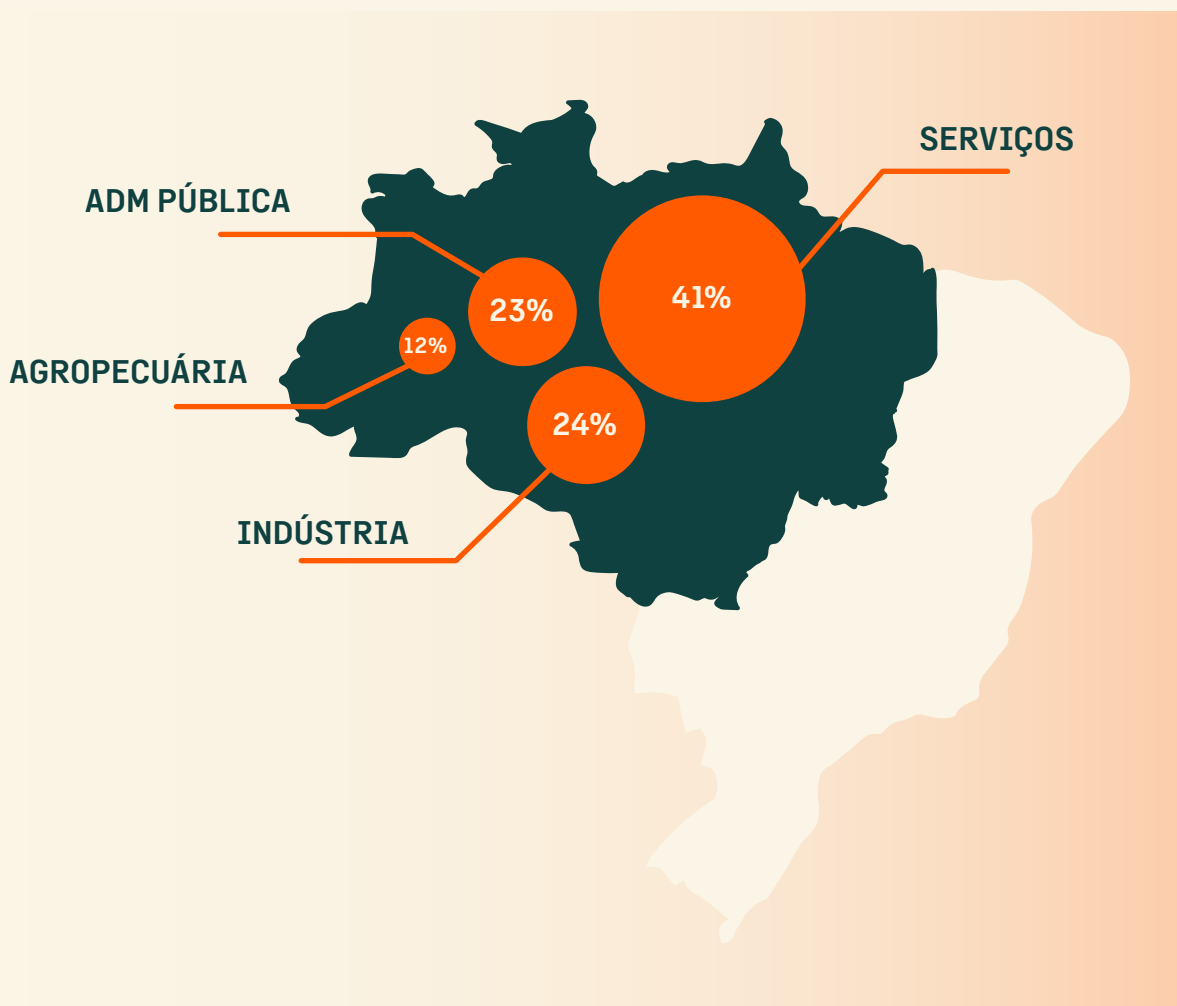 SERVIÇOS
ADM PÚBLICA
41%
23%
12%
AGROPECUÁRIA
24%
INDÚSTRIA